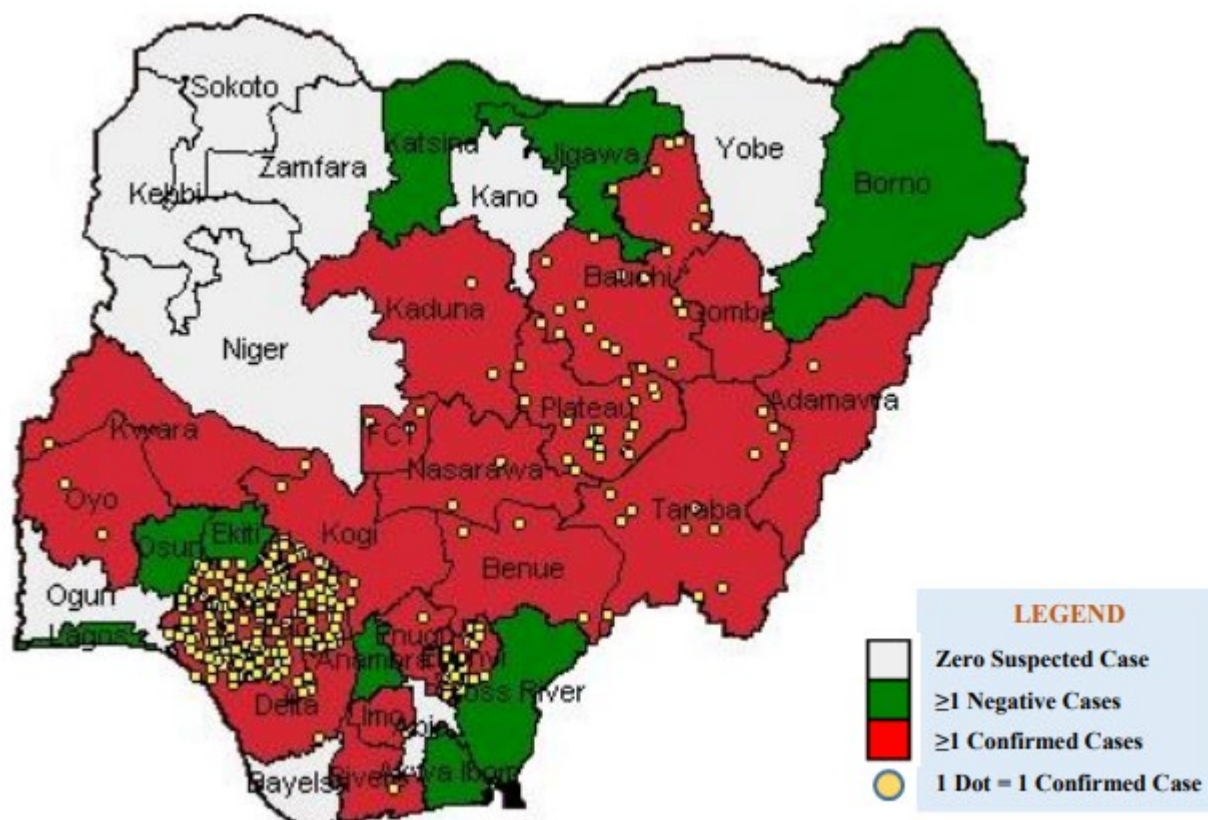 Sokoto
Katsina
Zamfara
Jigawa
Yobe
Kebbi
Kano
Borno
Bauchi
Kaduna
Gombe
Niger
Plateau
Adamawa
Kwara
FCT
Nasarawa
Oyo
Taraba
Kogi
Ekiti
Osun
Benue
Ogun
Lagos
Enugu
Anambra
Cross River
Delta
Bayelsa
Rivers
Akwa Ibom
LEGEND
Zero Suspected Case
≥1 Negative Cases
≥1 Confirmed Cases
1 Dot = 1 Confirmed Case